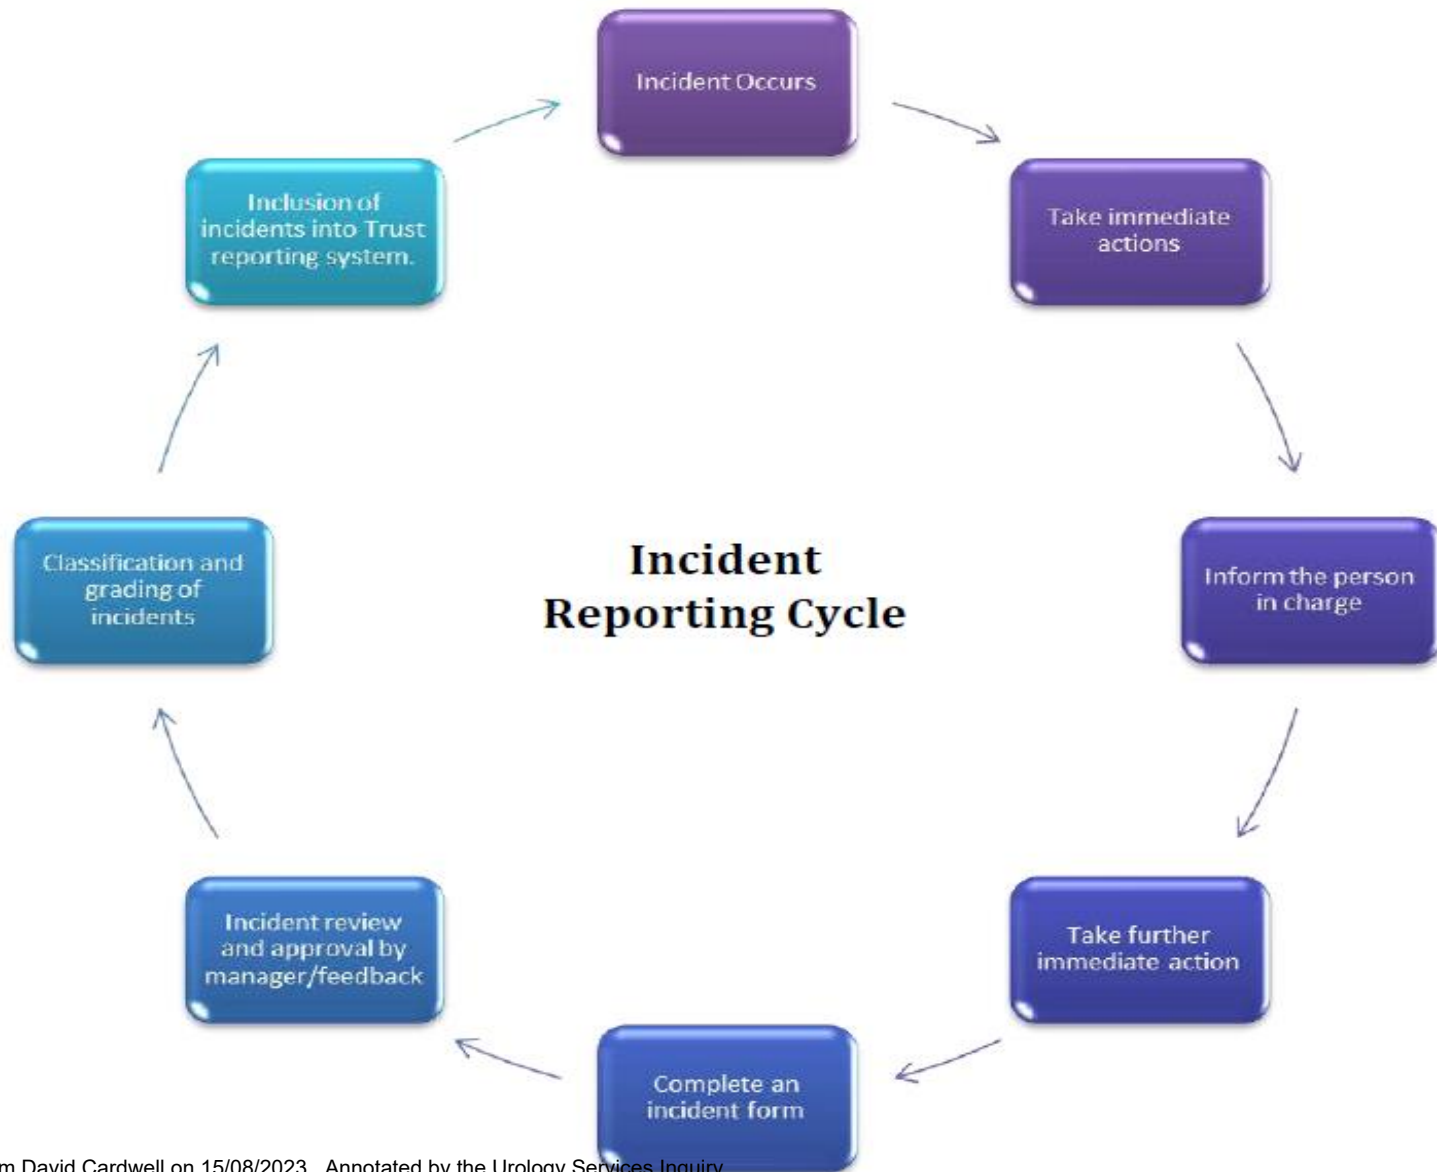 Incident Occurs
Take immediate
actions
Inform the person
in charge
Take further
immediate action
Complete an
incident form
Incident review
and approval by
manager/feedback
Classification and
grading of
incidents
Inclusion of
incidents into Trust
reporting system.
Incident
Reporting Cycle
David Cardwell on 15/08/2023. Annotated by the Urology Services Inquiry